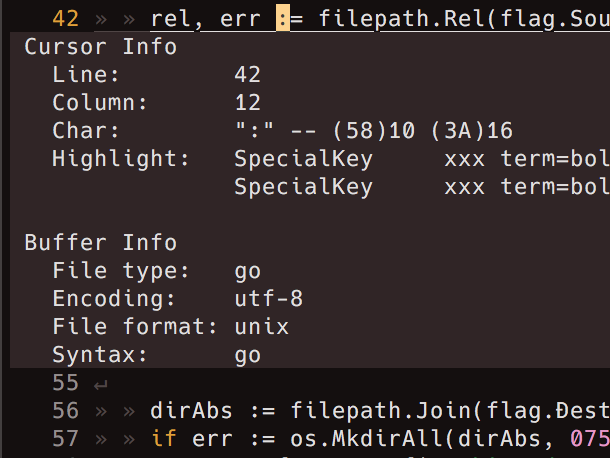 42 » » rel, err := filepath.Rel(flag.Sou
Cursor Info
Line: 42
Column: 12
Char: ":" -- (58)10 (3A)16
Highlight: SpecialKey xxx term=bol
SpecialKey xxx term=bol
Buffer Info
File type: go
Encoding: utf-8
File format: unix
Syntax: go
55 ↵
56 » » dirAbs := filepath.Join(flag.Đest
57 » » if err := os.MkdirAll(dirAbs, 075